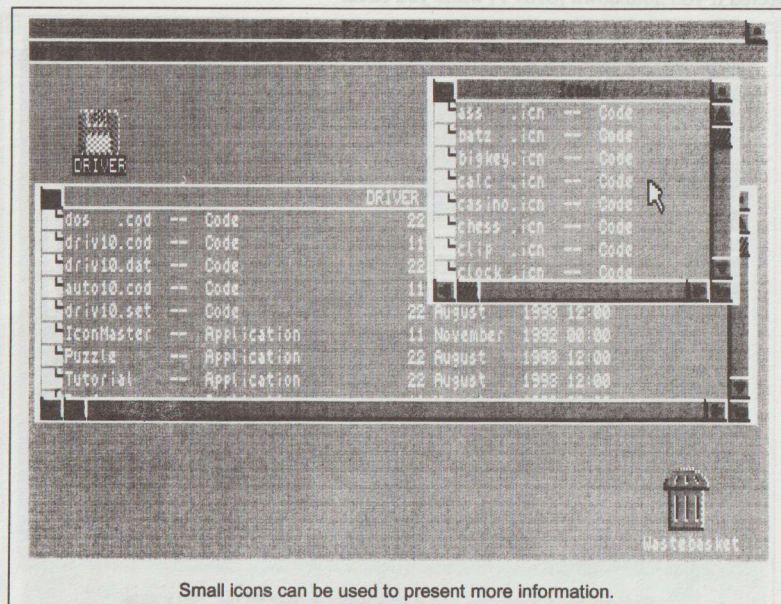 DRIVER
ass .icn -- Code
batz .icn -- Code
bigkey.icn -- Code
calc .icn -- Code
casino.icn -- Code
chess .icn -- Code
clip .icn -- Code
clock .icn -- Code
DRIVER
dos .cod -- Code 22
driv10.cod -- Code 11
driv10.dat -- Code 22
auto10.cod -- Code 11
driv10.set -- Code 22 August 1993 12:00
IconMaster -- Application 11 November 1992 00:00
Puzzle -- Application 22 August 1993 12:00
Tutorial -- Application 22 August 1993 12:00
Wastebasket
Small icons can be used to present more information.